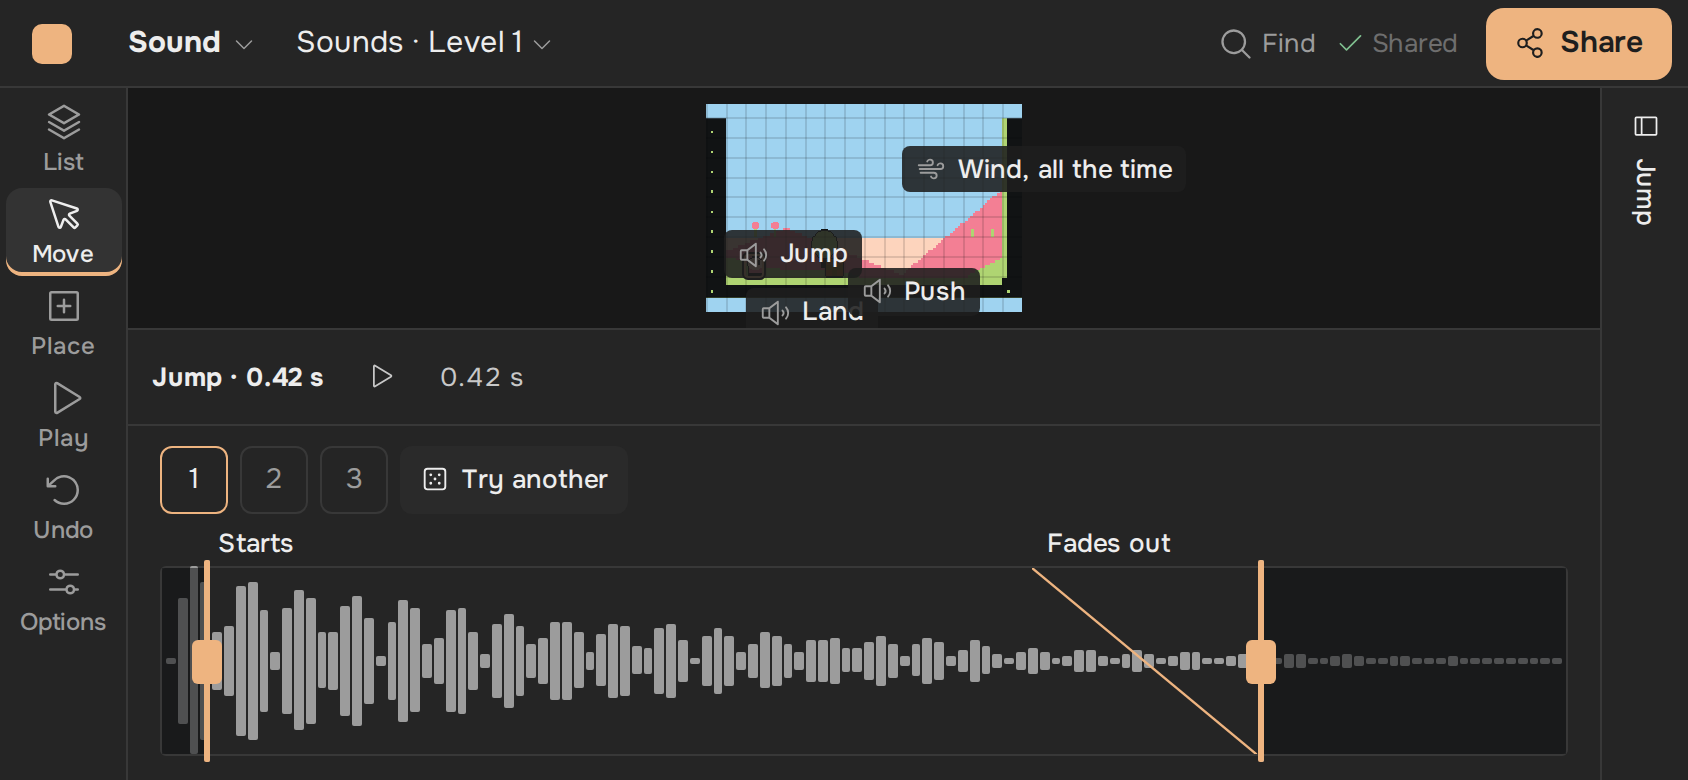 Sound
Sounds · Level 1
Find
Shared
Share
List
Move
Place
Play
Undo
Options
Wind, all the time
Jump
Push
Land
Jump
Jump · 0.42 s
0.42 s
1
2
3
Try another
Starts
Fades out